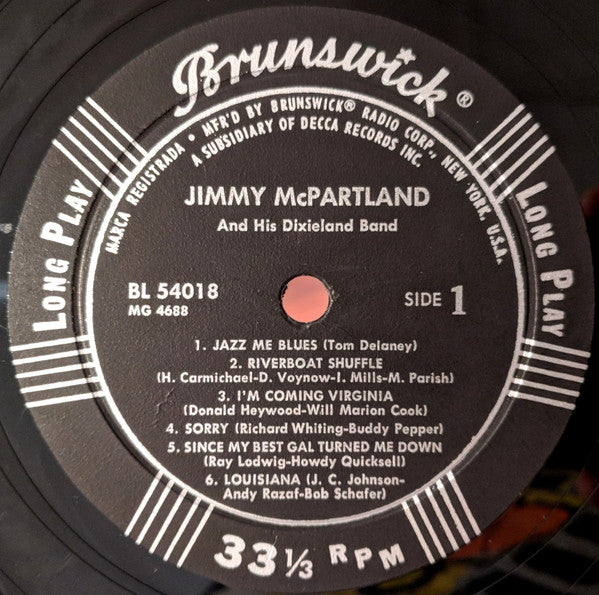 Brunswick®
MARCA REGISTRADA • MFR'D BY BRUNSWICK® RADIO CORP., NEW YORK, U.S.A.
A SUBSIDIARY OF DECCA RECORDS INC.
LONG PLAY
LONG PLAY
JIMMY McPARTLAND
And His Dixieland Band
BL 54018
MG 4688
SIDE 1
1. JAZZ ME BLUES (Tom Delaney)
2. RIVERBOAT SHUFFLE
(H. Carmichael-D. Voynow-I. Mills-M. Parish)
3. I'M COMING VIRGINIA
(Donald Heywood-Will Marion Cook)
4. SORRY (Richard Whiting-Buddy Pepper)
5. SINCE MY BEST GAL TURNED ME DOWN
(Ray Lodwig-Howdy Quicksell)
6. LOUISIANA (J. C. Johnson-
Andy Razaf-Bob Schafer)
33 1/3 RPM